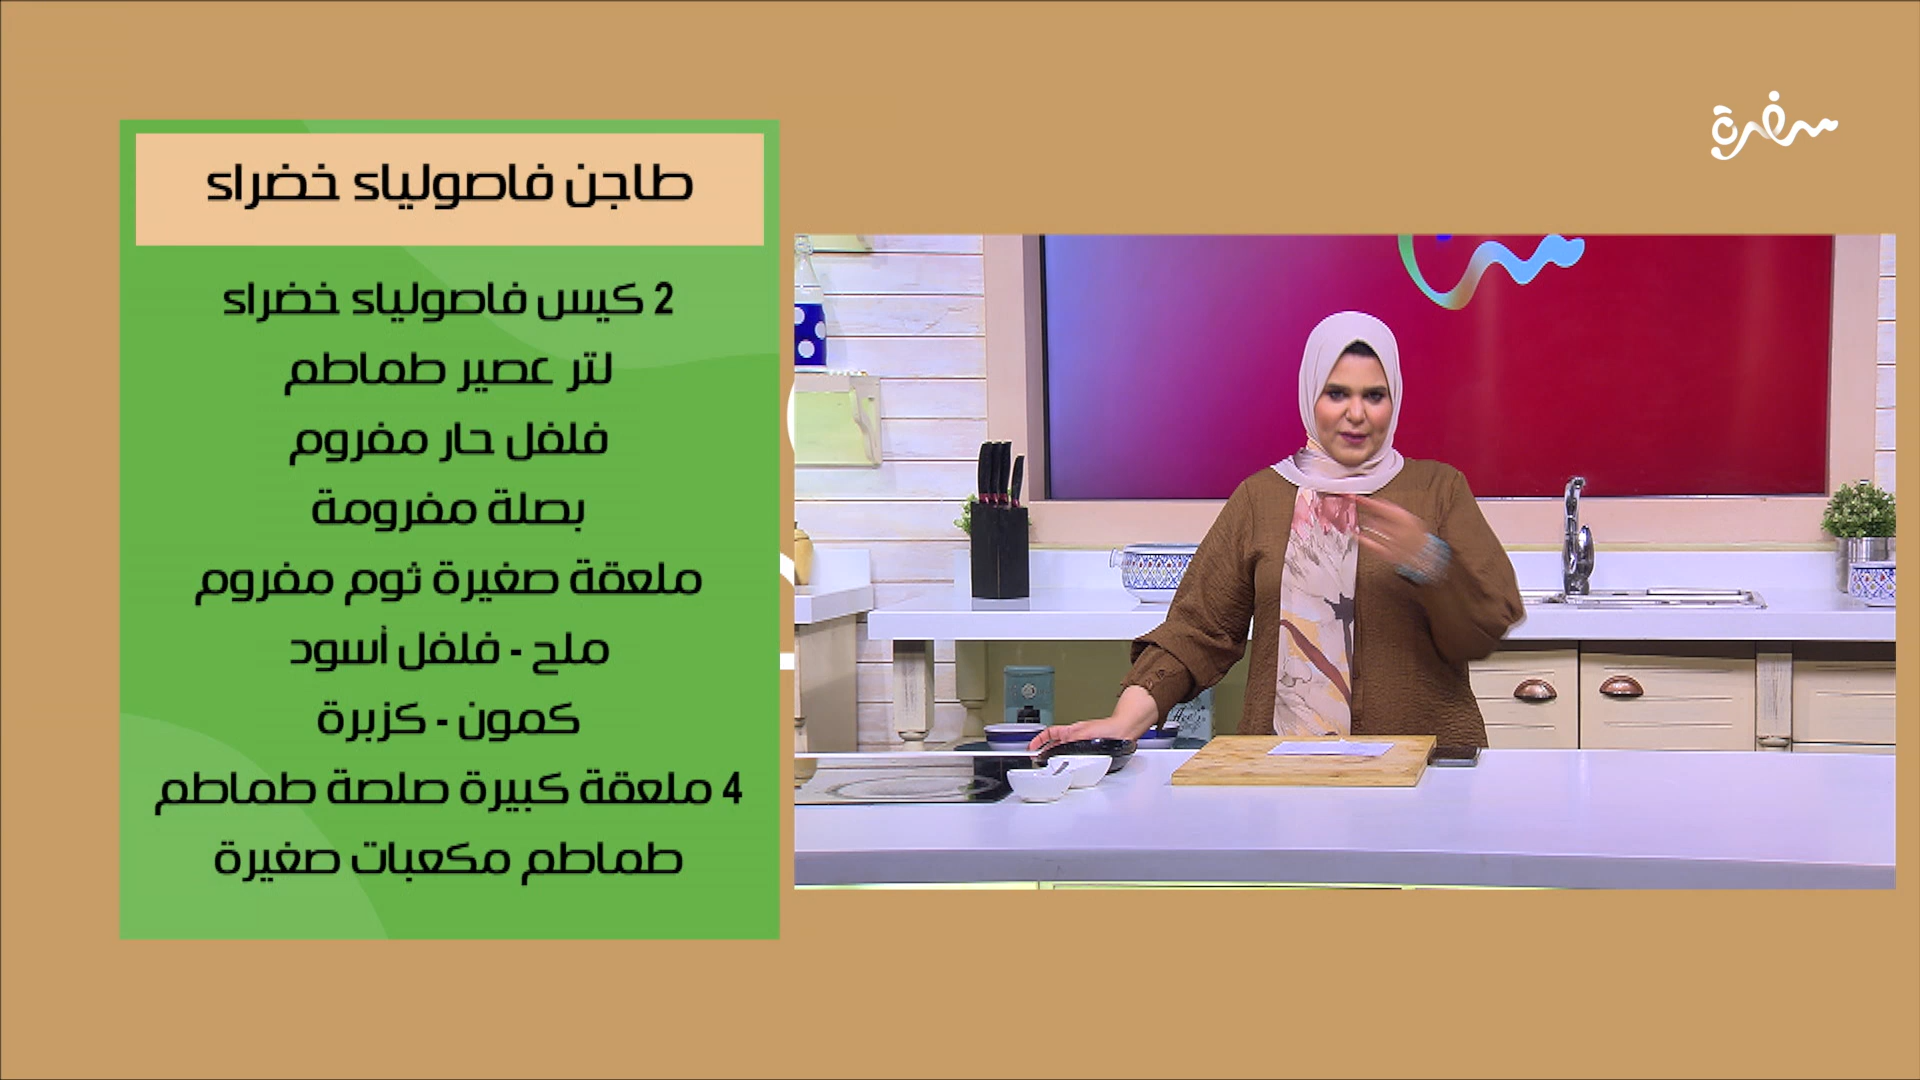 سفرة
طاجن فاصولياء خضراء
2 كيس فاصولياء خضراء
لتر عصير طماطم
فلفل حار مفروم
بصلة مفرومة
ملعقة صغيرة ثوم مفروم
ملح - فلفل أسود
كمون - كزبرة
4 ملعقة كبيرة صلصة طماطم
طماطم مكعبات صغيرة